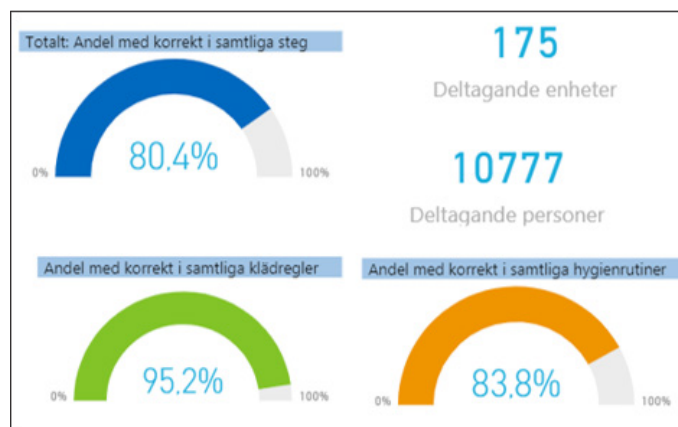 Totalt: Andel med korrekt i samtliga steg
80,4%
0%
100%
175
Deltagande enheter
10777
Deltagande personer
Andel med korrekt i samtliga klädregler
95,2%
0%
100%
Andel med korrekt i samtliga hygienrutiner
83,8%
0%
100%